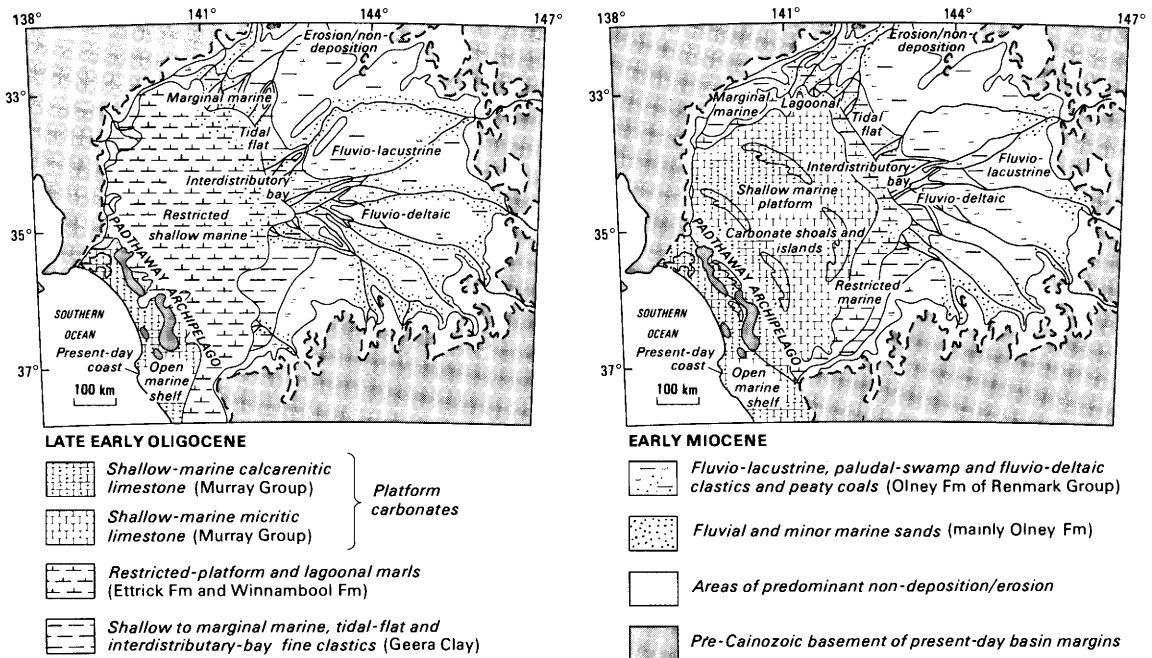 138°
141°
144°
147°
33°
35°
37°
Erosion/non-
deposition
Marginal marine
Tidal
flat
Fluvio-lacustrine
Interdistributory
bay
Restricted
shallow marine
Fluvio-deltaic
PADTHAWAY ARCHIPELAGO
SOUTHERN
OCEAN
Present-day
coast
Open
marine
shelf
100 km
138°
141°
144°
147°
33°
35°
37°
Erosion/non-
deposition
Marginal
marine
Lagoonal
Tidal
flat
Interdistributory
bay
Fluvio-
lacustrine
Shallow marine
platform
Fluvio-deltaic
Carbonate shoals and
islands
Restricted
marine
PADTHAWAY ARCHIPELAGO
SOUTHERN
OCEAN
Present-day
coast
Open
marine
shelf
100 km
LATE EARLY OLIGOCENE
Shallow-marine calcarenitic
limestone (Murray Group)
Shallow-marine micritic
limestone (Murray Group)
Platform
carbonates
Restricted-platform and lagoonal marls
(Ettrick Fm and Winnambool Fm)
Shallow to marginal marine, tidal-flat and
interdistributary-bay fine clastics (Geera Clay)
EARLY MIOCENE
Fluvio-lacustrine, paludal-swamp and fluvio-deltaic
clastics and peaty coals (Olney Fm of Renmark Group)
Fluvial and minor marine sands (mainly Olney Fm)
Areas of predominant non-deposition/erosion
Pre-Cainozoic basement of present-day basin margins